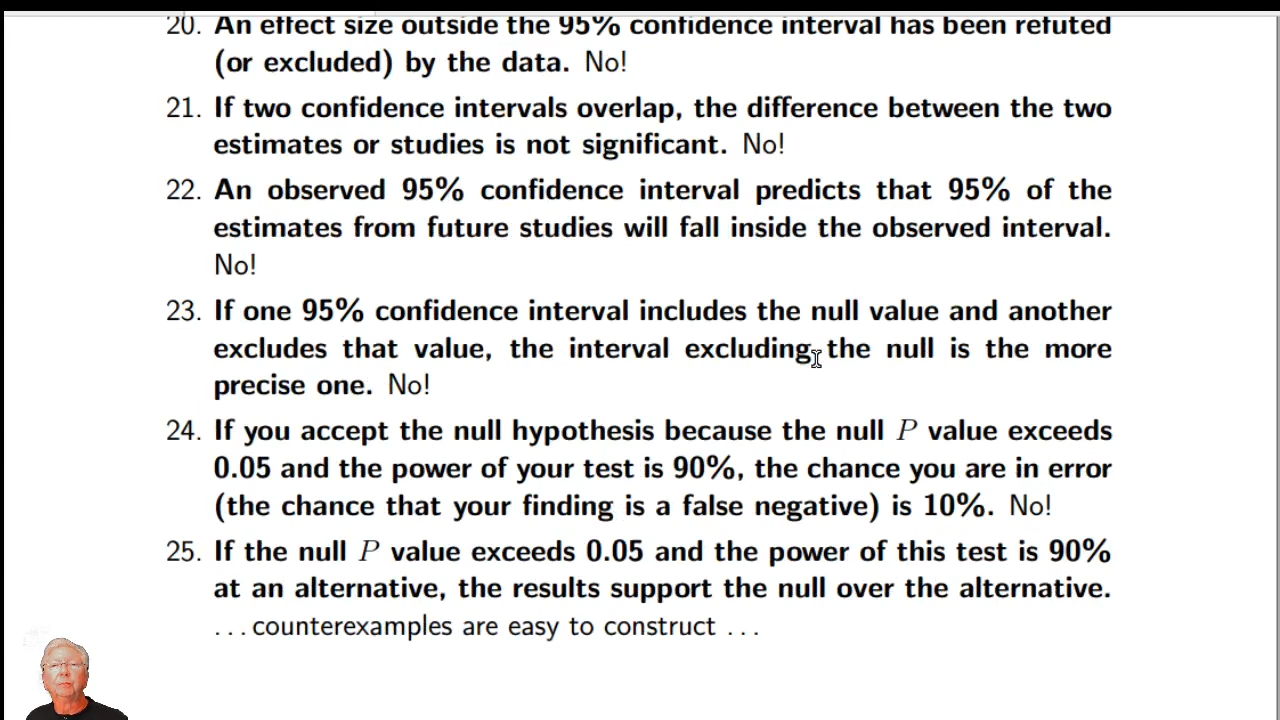 20. An effect size outside the 95% confidence interval has been refuted
(or excluded) by the data. No!
21. If two confidence intervals overlap, the difference between the two
estimates or studies is not significant. No!
22. An observed 95% confidence interval predicts that 95% of the
estimates from future studies will fall inside the observed interval.
No!
23. If one 95% confidence interval includes the null value and another
excludes that value, the interval excluding the null is the more
precise one. No!
24. If you accept the null hypothesis because the null P value exceeds
0.05 and the power of your test is 90%, the chance you are in error
(the chance that your finding is a false negative) is 10%. No!
25. If the null P value exceeds 0.05 and the power of this test is 90%
at an alternative, the results support the null over the alternative.
...counterexamples are easy to construct ...